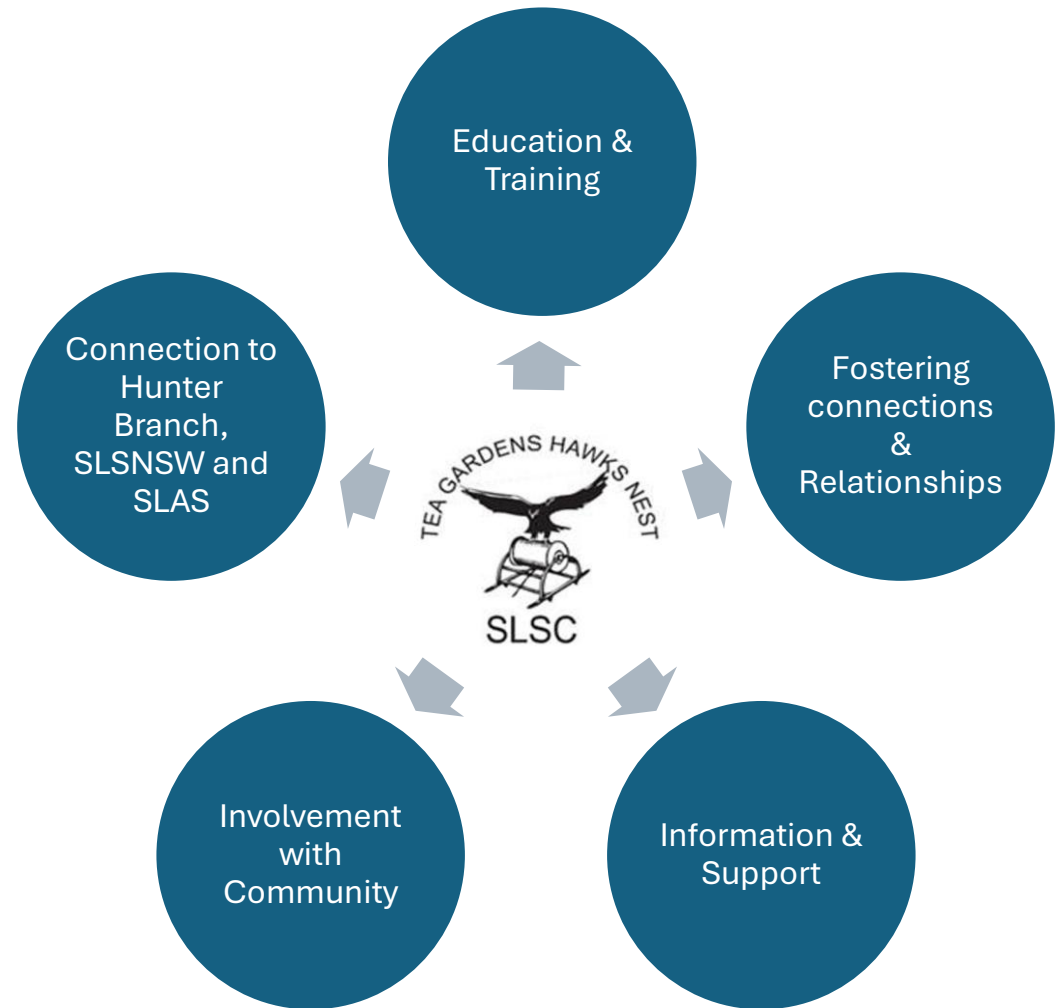 Education &
Training
Fostering
connections
&
Relationships
Information &
Support
Involvement
with
Community
Connection to
Hunter
Branch,
SLSNSW and
SLAS
TEA GARDENS HAWKS NEST
SLSC